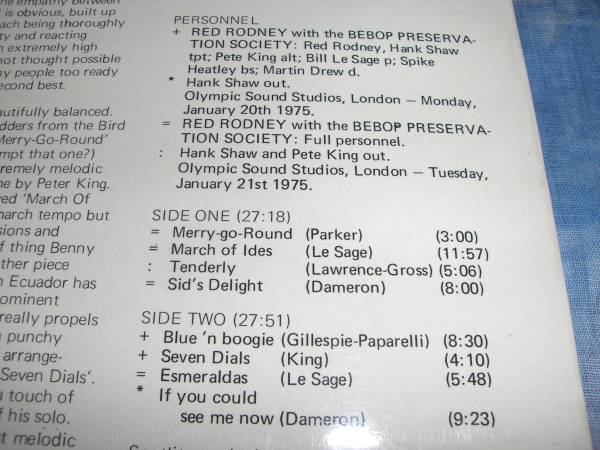 the empathy between
is obvious, built up
ach being thoroughly
ty and reacting
n extremely high
not thought possible
ny people too ready
second best.
autifully balanced.
dders from the Bird
'Merry-Go-Round'
mpt that one?)
remely melodic
ne by Peter King.
yed 'March Of
march tempo but
sions and
f thing Benny
ther piece
n Ecuador has
ominent
really propels
punchy
arrange-
'Seven Dials'.
a touch of
f his solo.
st melodic
PERSONNEL
+ RED RODNEY with the BEBOP PRESERVA-
TION SOCIETY: Red Rodney, Hank Shaw
tpt; Pete King alt; Bill Le Sage p; Spike
Heatley bs; Martin Drew d.
* Hank Shaw out.
Olympic Sound Studios, London – Monday,
January 20th 1975.
= RED RODNEY with the BEBOP PRESERVA-
TION SOCIETY: Full personnel.
: Hank Shaw and Pete King out.
Olympic Sound Studios, London – Tuesday,
January 21st 1975.
SIDE ONE (27:18)
= Merry-go-Round (Parker) (3:00)
= March of Ides (Le Sage) (11:57)
: Tenderly (Lawrence-Gross) (5:06)
= Sid's Delight (Dameron) (8:00)
SIDE TWO (27:51)
+ Blue 'n boogie (Gillespie-Paparelli) (8:30)
+ Seven Dials (King) (4:10)
= Esmeraldas (Le Sage) (5:48)
* If you could
see me now (Dameron) (9:23)